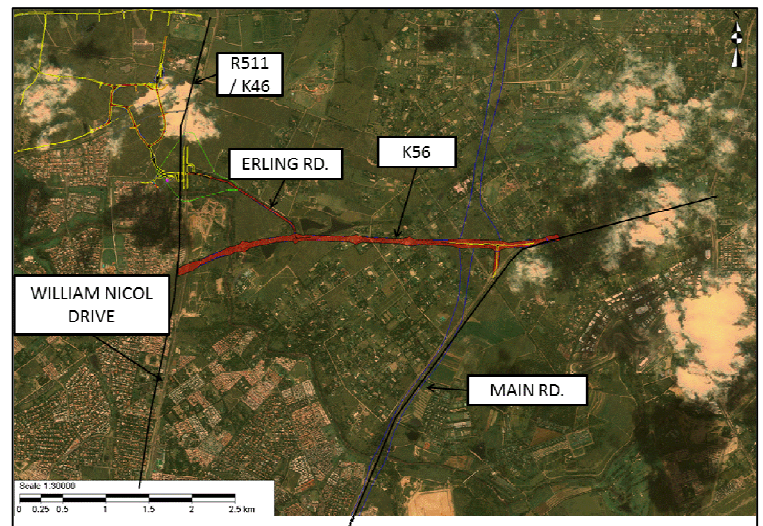 R511
/ K46
ERLING RD.
K56
WILLIAM NICOL
DRIVE
MAIN RD.
Scale 1:30000
0 0.25 0.5 1 1.5 2 2.5 km